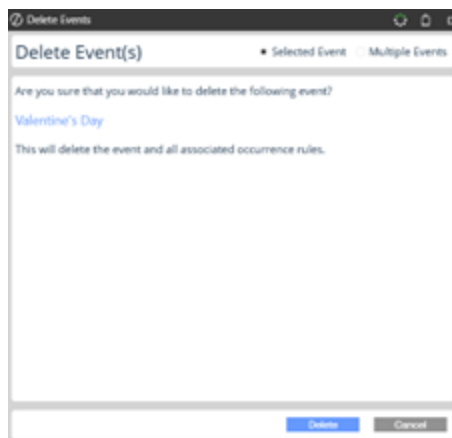 Delete Events
Delete Event(s)
Selected Event Multiple Events
Are you sure that you would like to delete the following event?
Valentine's Day
This will delete the event and all associated occurrence rules.
Delete Cancel